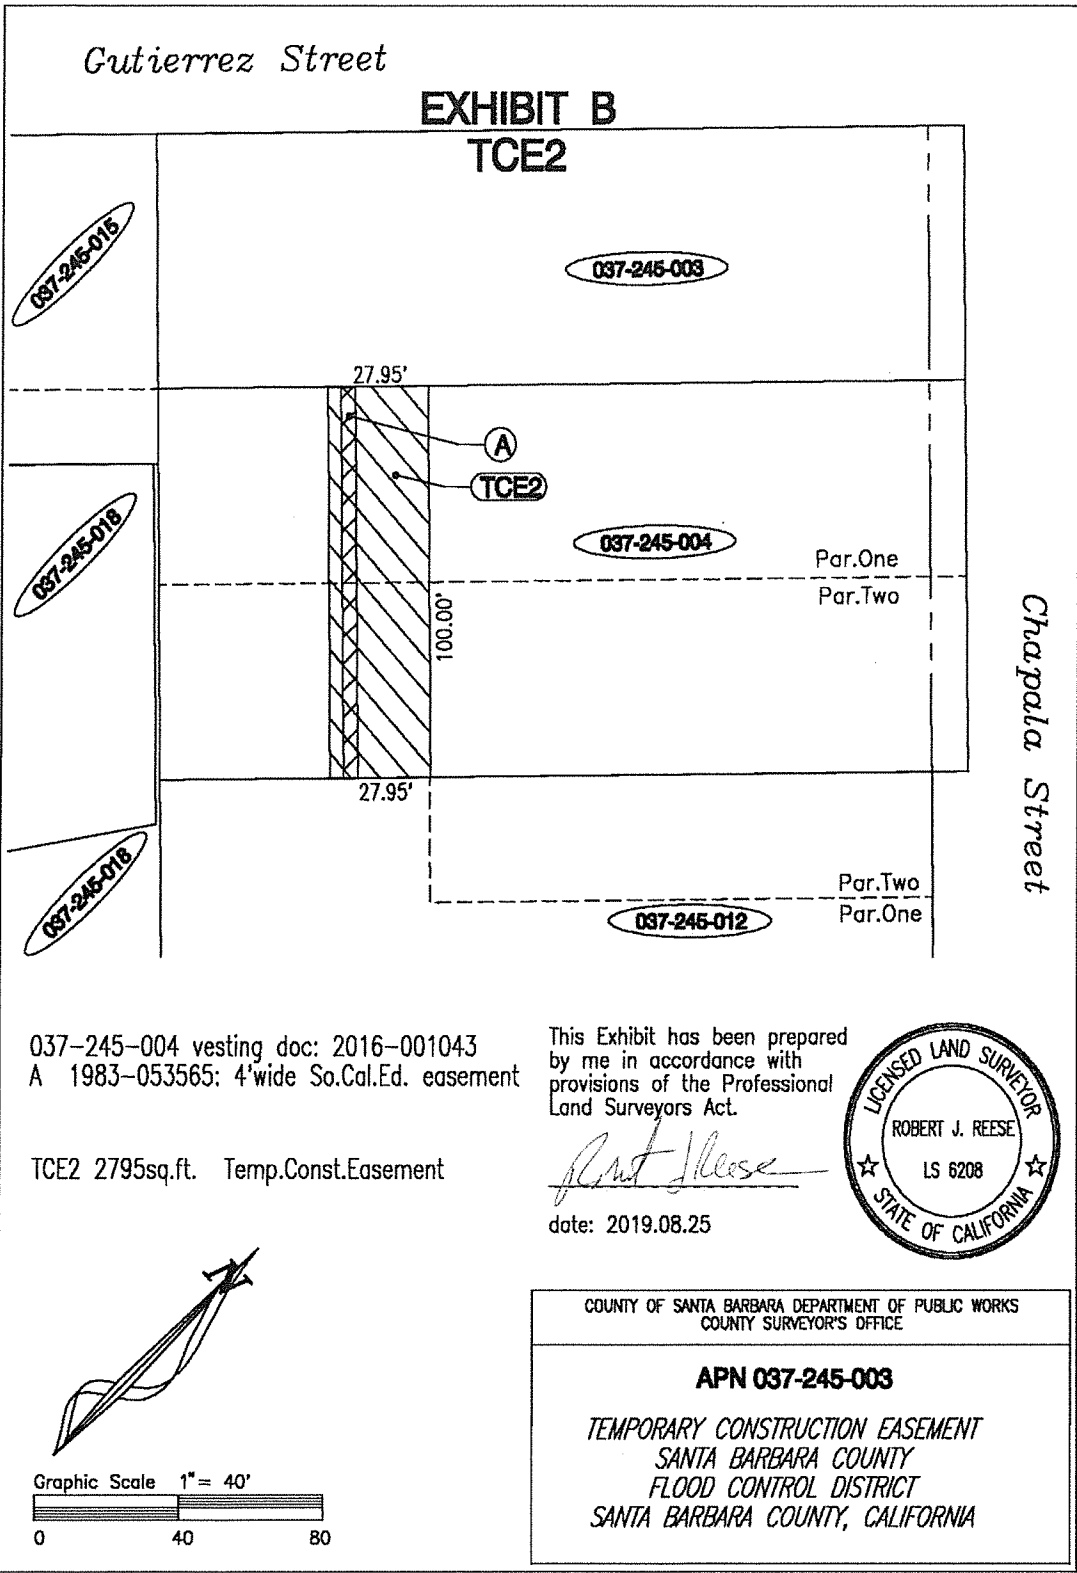 Gutierrez Street
EXHIBIT B
TCE2
037-245-015
037-245-003
27.95'
A
TCE2
037-245-018
037-245-004
Par.One
Par.Two
100.00'
Chapala Street
27.95'
037-245-018
Par.Two
Par.One
037-245-012
037-245-004 vesting doc: 2016-001043
A 1983-053565: 4'wide So.Cal.Ed. easement
TCE2 2795sq.ft. Temp.Const.Easement
This Exhibit has been prepared
by me in accordance with
provisions of the Professional
Land Surveyors Act.
date: 2019.08.25
LICENSED LAND SURVEYOR
ROBERT J. REESE
LS 6208
STATE OF CALIFORNIA
N
Graphic Scale 1"= 40'
0 40 80
COUNTY OF SANTA BARBARA DEPARTMENT OF PUBLIC WORKS
COUNTY SURVEYOR'S OFFICE
APN 037-245-003
TEMPORARY CONSTRUCTION EASEMENT
SANTA BARBARA COUNTY
FLOOD CONTROL DISTRICT
SANTA BARBARA COUNTY, CALIFORNIA